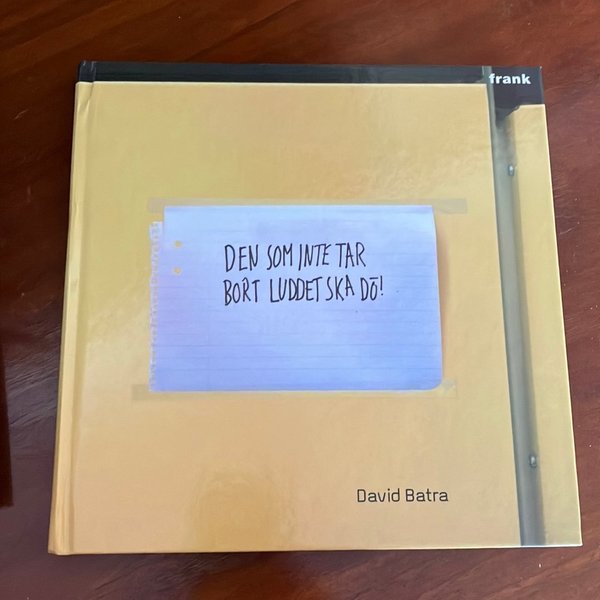 frank
DEN SOM INTE TAR
BORT LUDDET SKA DÖ!
David Batra